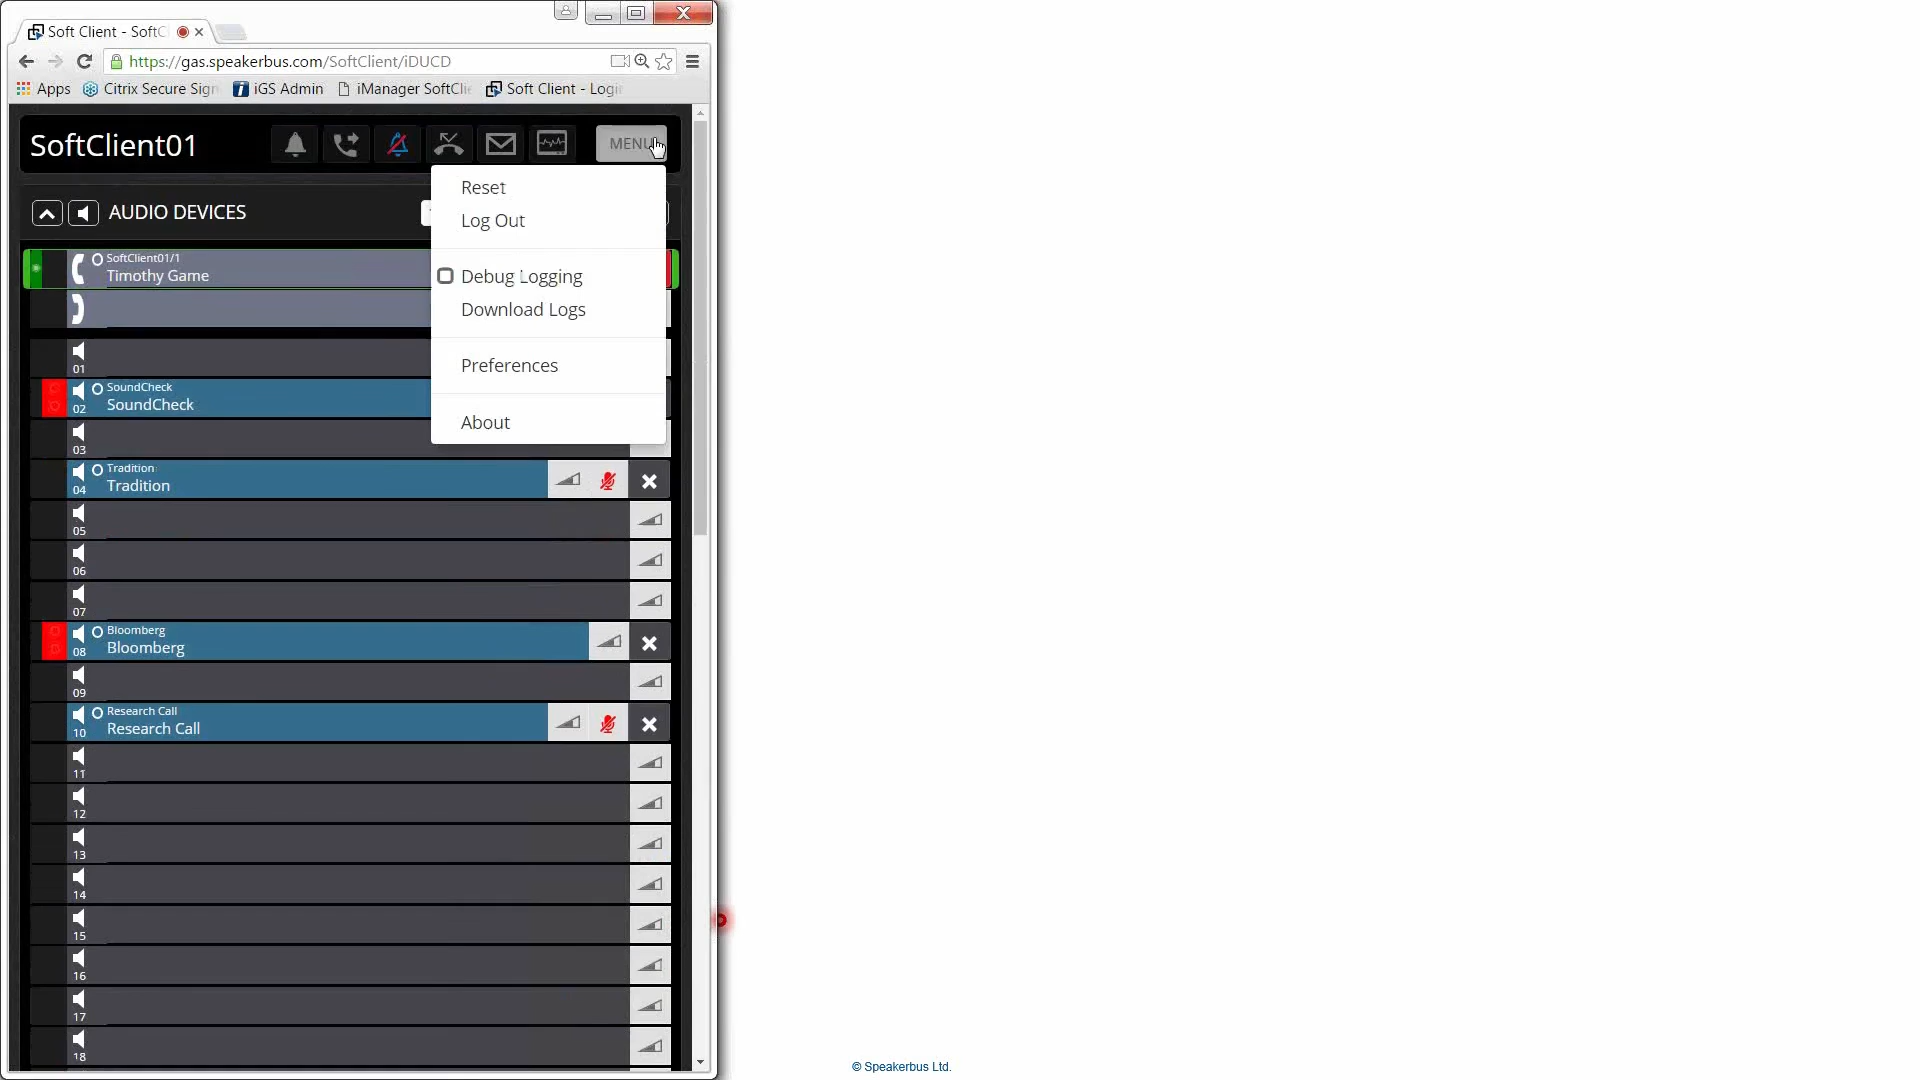 Soft Client - SoftC
https://gas.speakerbus.com/SoftClient/iDUCD
Apps Citrix Secure Sign iGS Admin iManager SoftClie Soft Client - Login
SoftClient01
MENU
Reset
Log Out
Debug Logging
Download Logs
Preferences
About
AUDIO DEVICES
SoftClient01/1
Timothy Game
01
SoundCheck
02 SoundCheck
03
Tradition
04 Tradition
05
06
07
Bloomberg
08 Bloomberg
09
Research Call
10 Research Call
11
12
13
14
15
16
17
18
© Speakerbus Ltd.